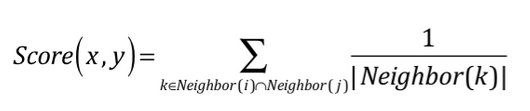 Score(x,y)= ∑ k∈Neighbor(i)∩Neighbor(j) 1 / |Neighbor(k)|